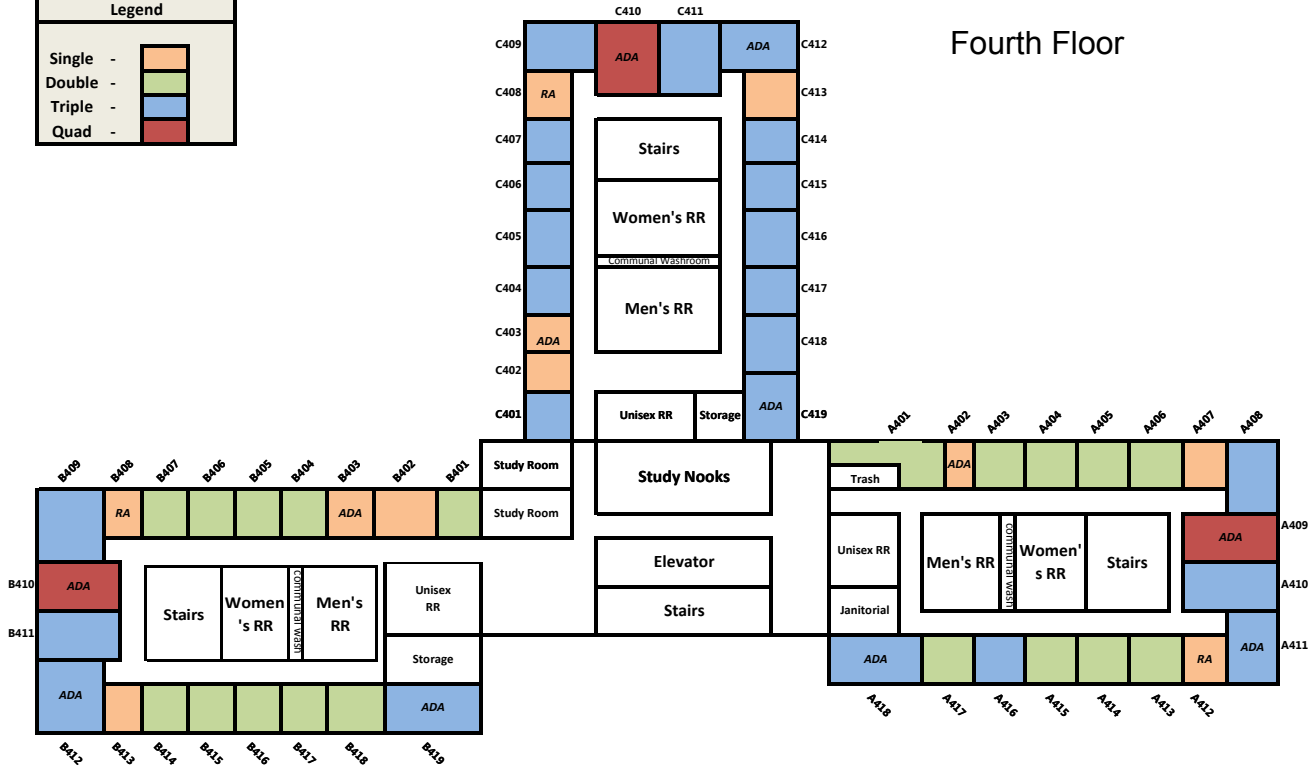 Legend
Single -
Double -
Triple -
Quad -
Fourth Floor
C410 C411
C409 ADA ADA C412
C408 RA C413
C407 Stairs C414
C406 C415
Women's RR
C405 C416
Communal Washroom
C404 C417
Men's RR
C403 ADA C418
C402
C401 Unisex RR Storage ADA C419
A401 A402 A403 A404 A405 A406 A407 A408
B409 B408 B407 B406 B405 B404 B403 B402 B401
Study Room Study Nooks ADA
Trash
RA ADA Study Room
Unisex RR Men's RR communal wash Women'
s RR Stairs ADA A409
Elevator
B410 ADA Unisex
RR A410
Stairs Women
's RR communal wash Men's
RR Stairs Janitorial
B411
Storage ADA RA ADA A411
ADA ADA
A418 A417 A416 A415 A414 A413 A412
B412 B413 B414 B415 B416 B417 B418 B419